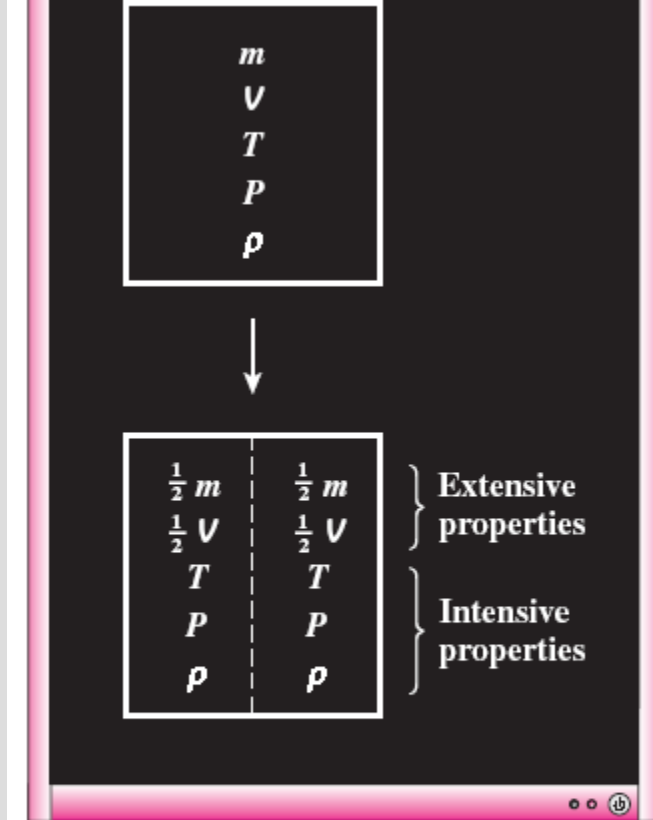 m
V
T
P
ρ
½ m ½ m
½ V ½ V
T T
P P
ρ ρ
Extensive
properties
Intensive
properties